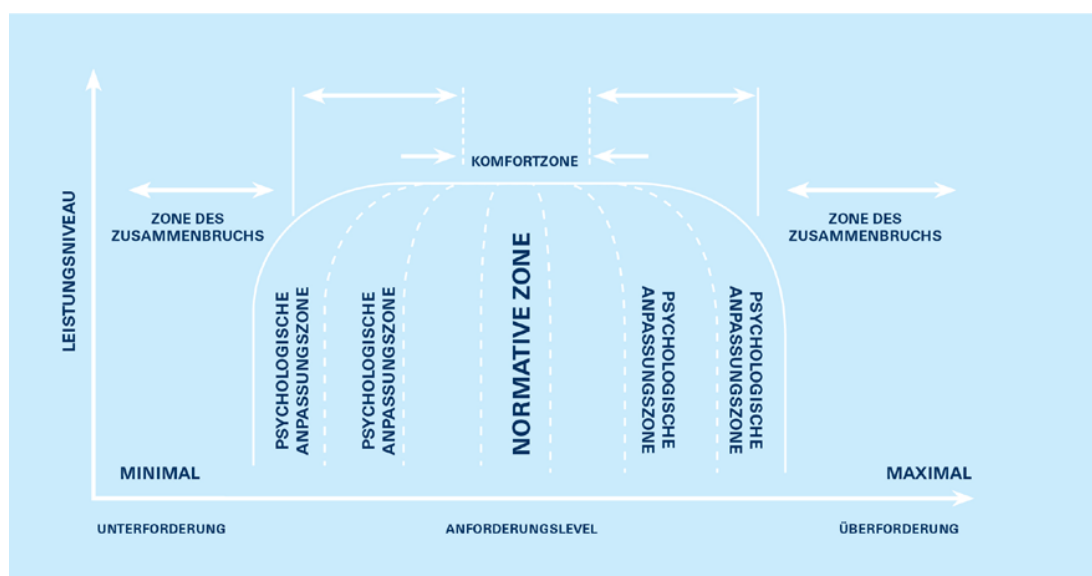 KOMFORTZONE
ZONE DES
ZUSAMMENBRUCHS
ZONE DES
ZUSAMMENBRUCHS
LEISTUNGSNIVEAU
PSYCHOLOGISCHE
ANPASSUNGSZONE
PSYCHOLOGISCHE
ANPASSUNGSZONE
NORMATIVE ZONE
PSYCHOLOGISCHE
ANPASSUNGSZONE
PSYCHOLOGISCHE
ANPASSUNGSZONE
MINIMAL
MAXIMAL
UNTERFORDERUNG
ANFORDERUNGSLEVEL
ÜBERFORDERUNG